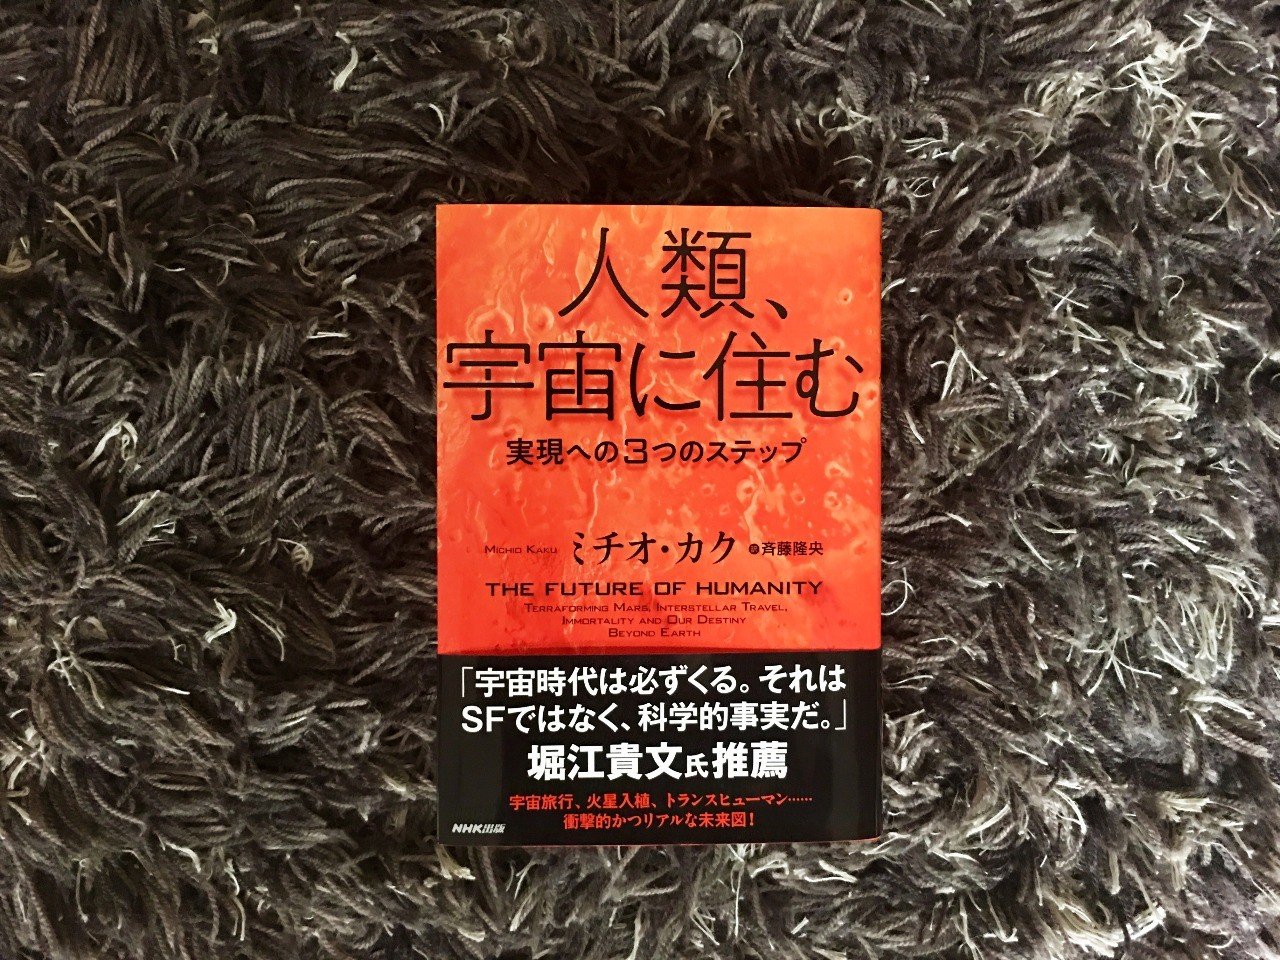 人類、
宇宙に住む
実現への3つのステップ
MICHIO KAKU ミチオ・カク 訳 斉藤隆央
THE FUTURE OF HUMANITY
TERRAFORMING MARS, INTERSTELLAR TRAVEL,
IMMORTALITY AND OUR DESTINY
BEYOND EARTH
「宇宙時代は必ずくる。それは
SFではなく、科学的事実だ。」
堀江貴文氏推薦
宇宙旅行、火星入植、トランスヒューマン……
衝撃的かつリアルな未来図!
NHK出版